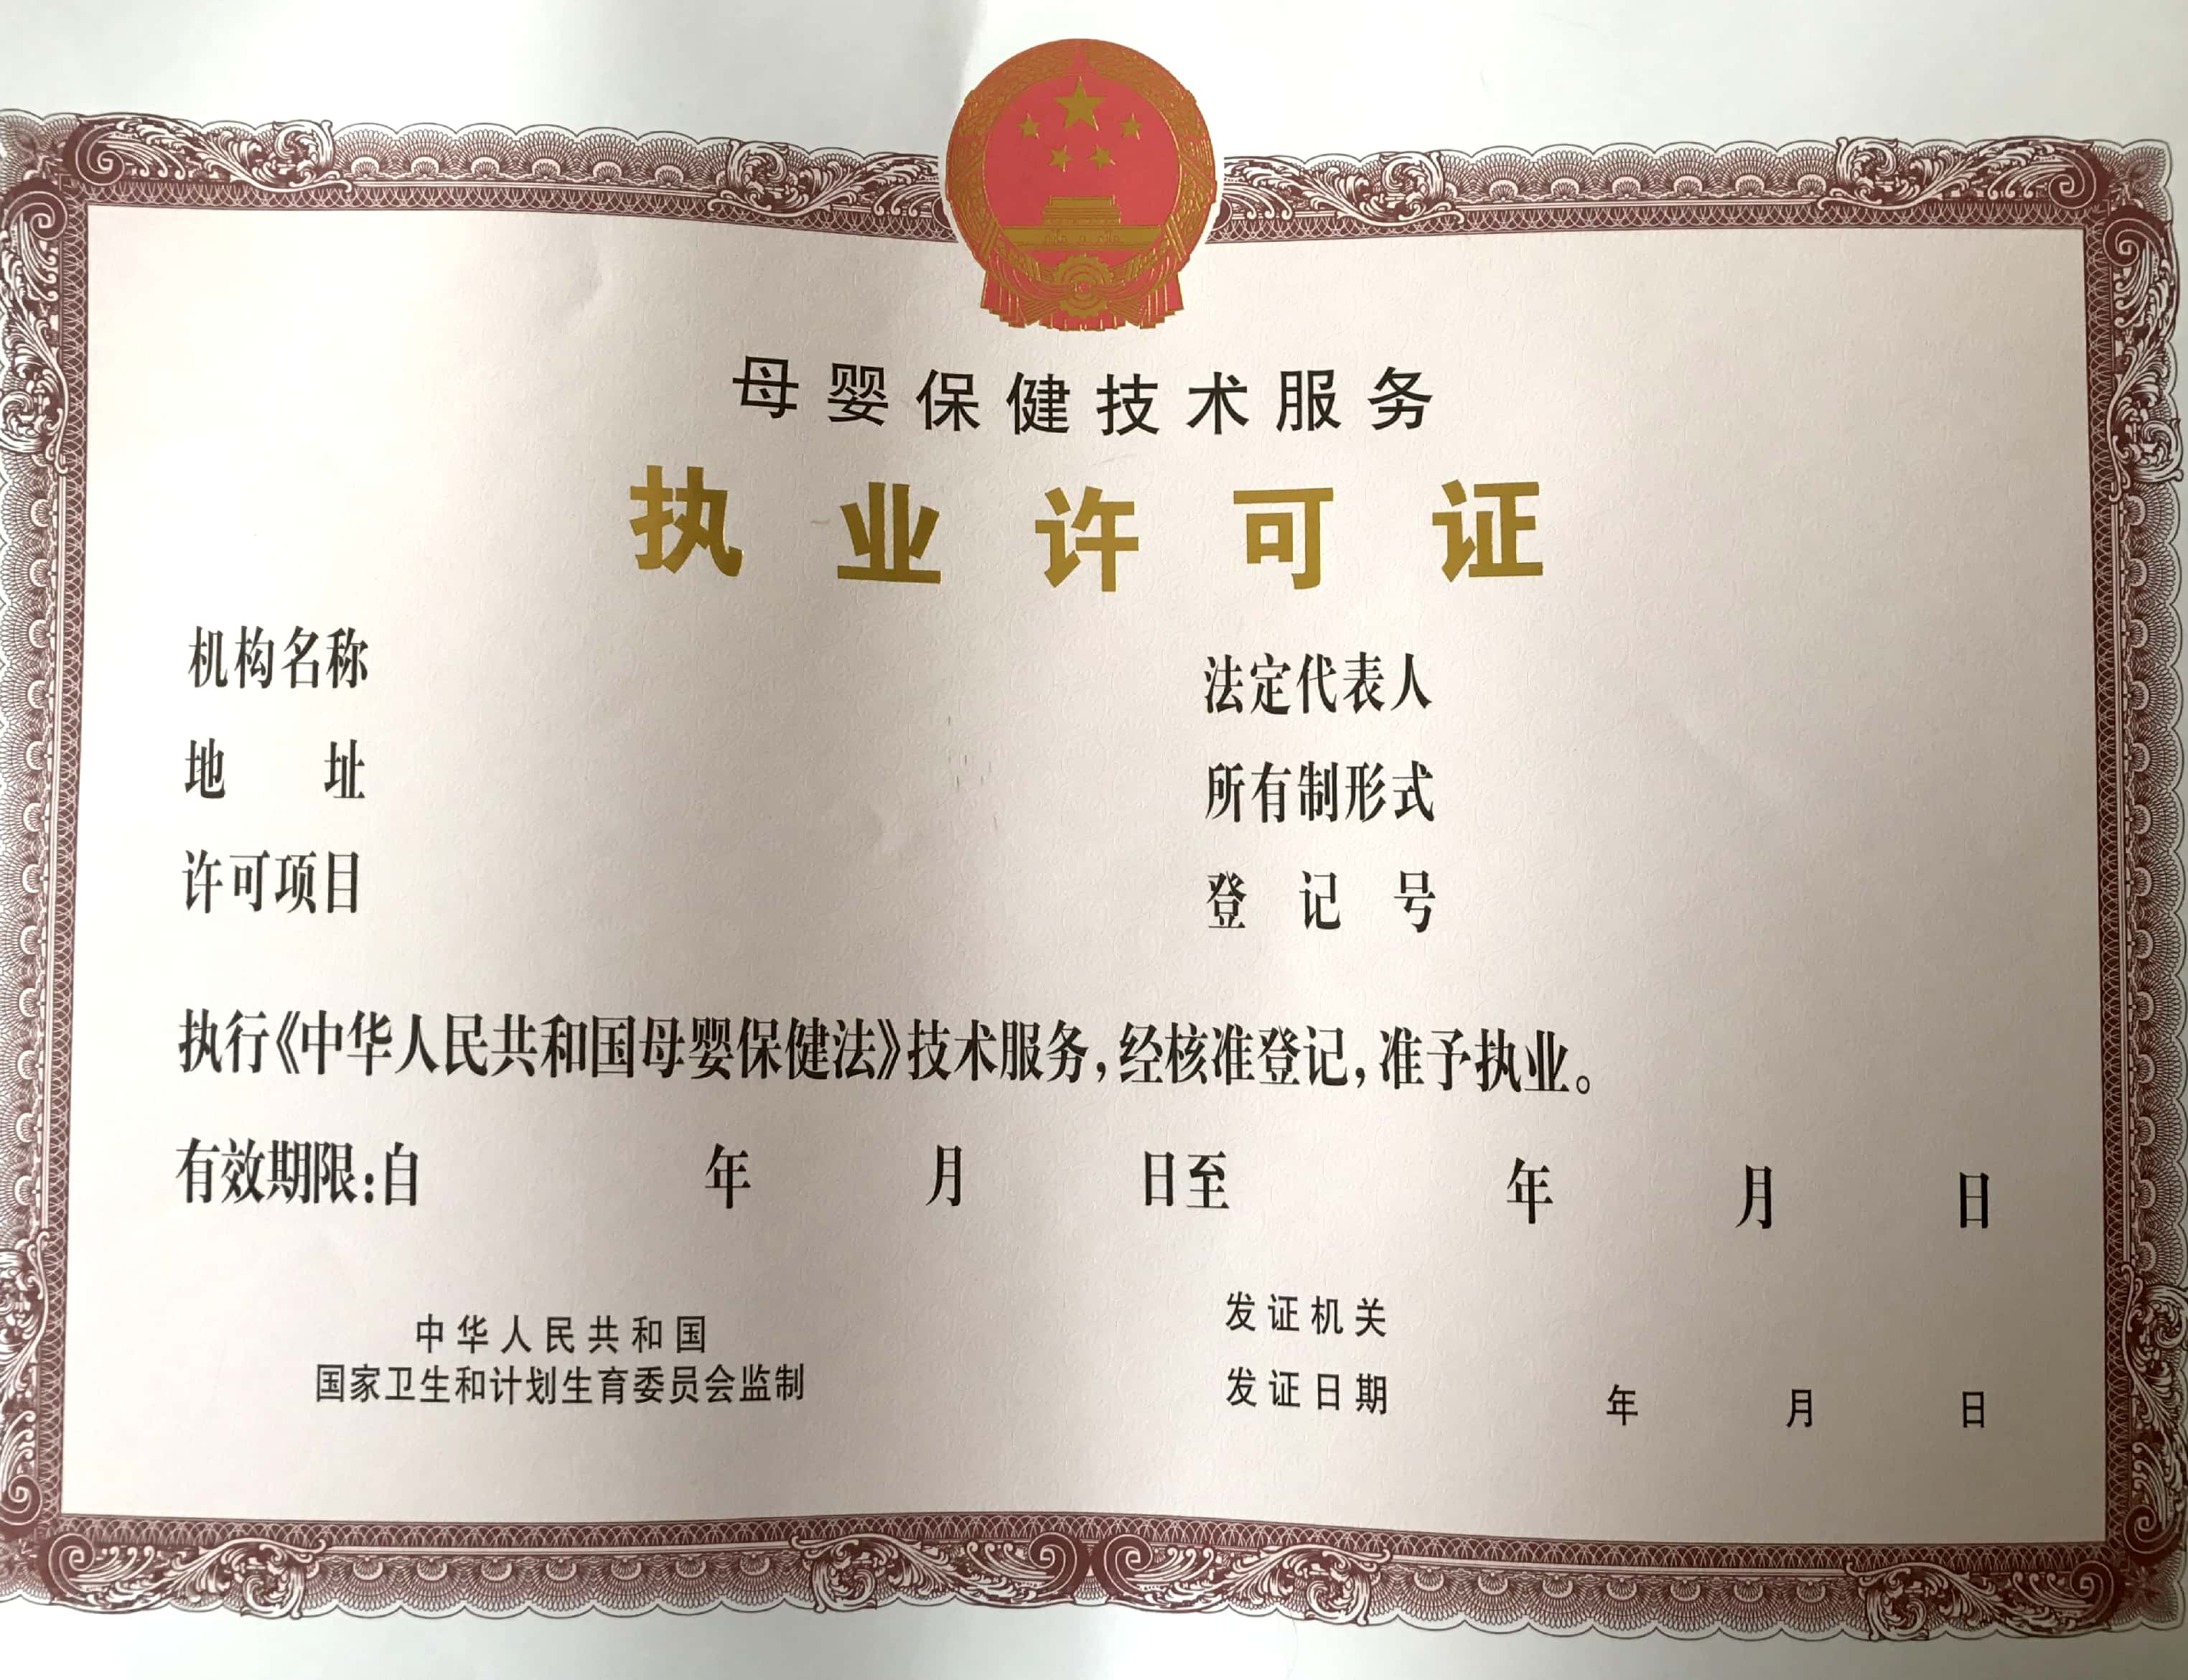 母婴保健技术服务
执业许可证
机构名称 法定代表人
地址 所有制形式
许可项目 登记号
执行《中华人民共和国母婴保健法》技术服务,经核准登记,准予执业。
有效期限:自 年 月 日至 年 月 日
中华人民共和国
国家卫生和计划生育委员会监制
发证机关
发证日期 年 月 日